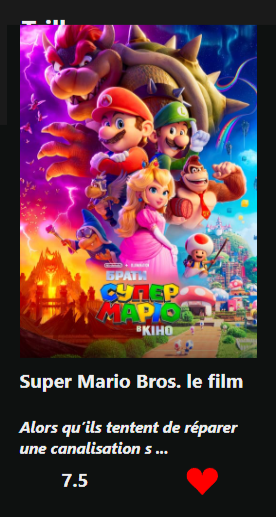 БРАТИ
СУПЕР
МАРІО
В КІНО
Super Mario Bros. le film
Alors qu'ils tentent de réparer
une canalisation s ...
7.5